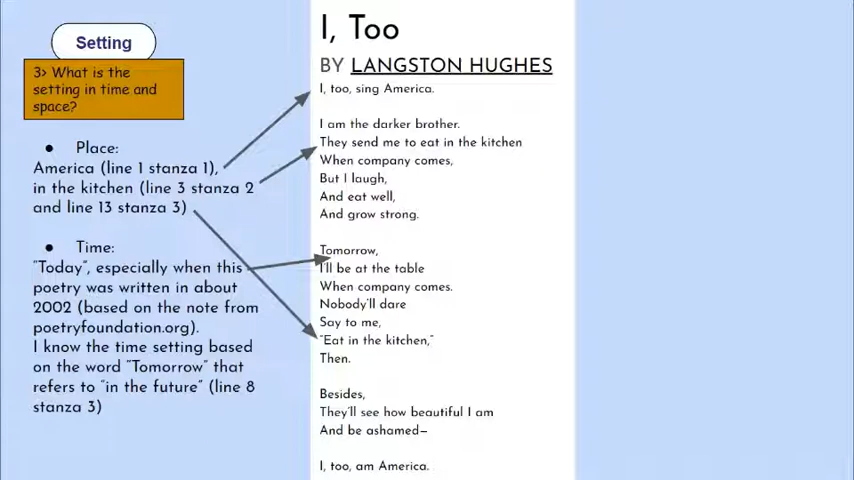 Setting
3> What is the
setting in time and
space?
● Place:
America (line 1 stanza 1),
in the kitchen (line 3 stanza 2
and line 13 stanza 3)
● Time:
"Today", especially when this
poetry was written in about
2002 (based on the note from
poetryfoundation.org).
I know the time setting based
on the word "Tomorrow" that
refers to "in the future" (line 8
stanza 3)
I, Too
BY LANGSTON HUGHES
I, too, sing America.
I am the darker brother.
They send me to eat in the kitchen
When company comes,
But I laugh,
And eat well,
And grow strong.
Tomorrow,
I'll be at the table
When company comes.
Nobody'll dare
Say to me,
"Eat in the kitchen,"
Then.
Besides,
They'll see how beautiful I am
And be ashamed—
I, too, am America.